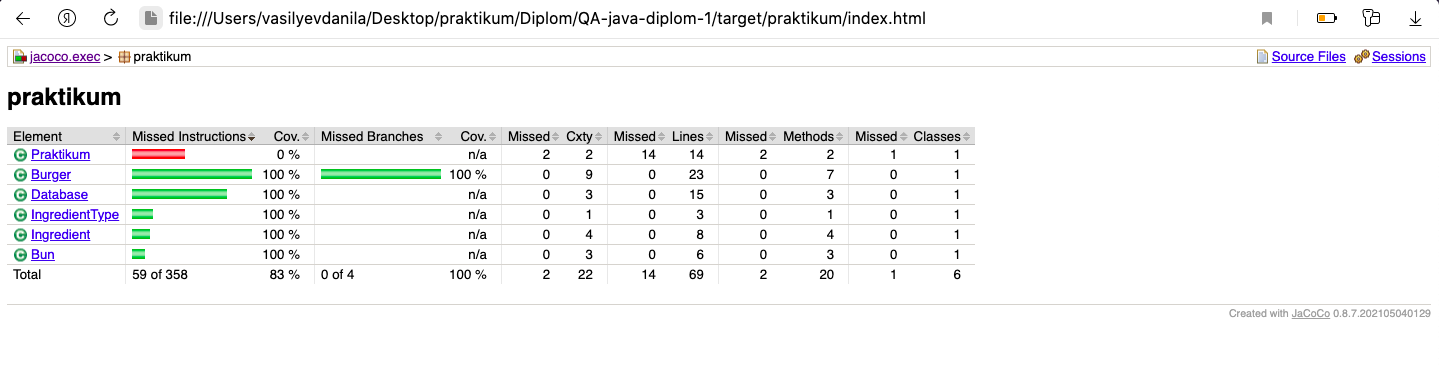 file:///Users/vasilyevdanila/Desktop/praktikum/Diplom/QA-java-diplom-1/target/praktikum/index.html
jacoco.exec > praktikum Source Files Sessions
praktikum
Element Missed Instructions Cov. Missed Branches Cov. Missed Cxty Missed Lines Missed Methods Missed Classes
Praktikum 0 % n/a 2 2 14 14 2 2 1 1
Burger 100 % 100 % 0 9 0 23 0 7 0 1
Database 100 % n/a 0 3 0 15 0 3 0 1
IngredientType 100 % n/a 0 1 0 3 0 1 0 1
Ingredient 100 % n/a 0 4 0 8 0 4 0 1
Bun 100 % n/a 0 3 0 6 0 3 0 1
Total 59 of 358 83 % 0 of 4 100 % 2 22 14 69 2 20 1 6
Created with JaCoCo 0.8.7.202105040129